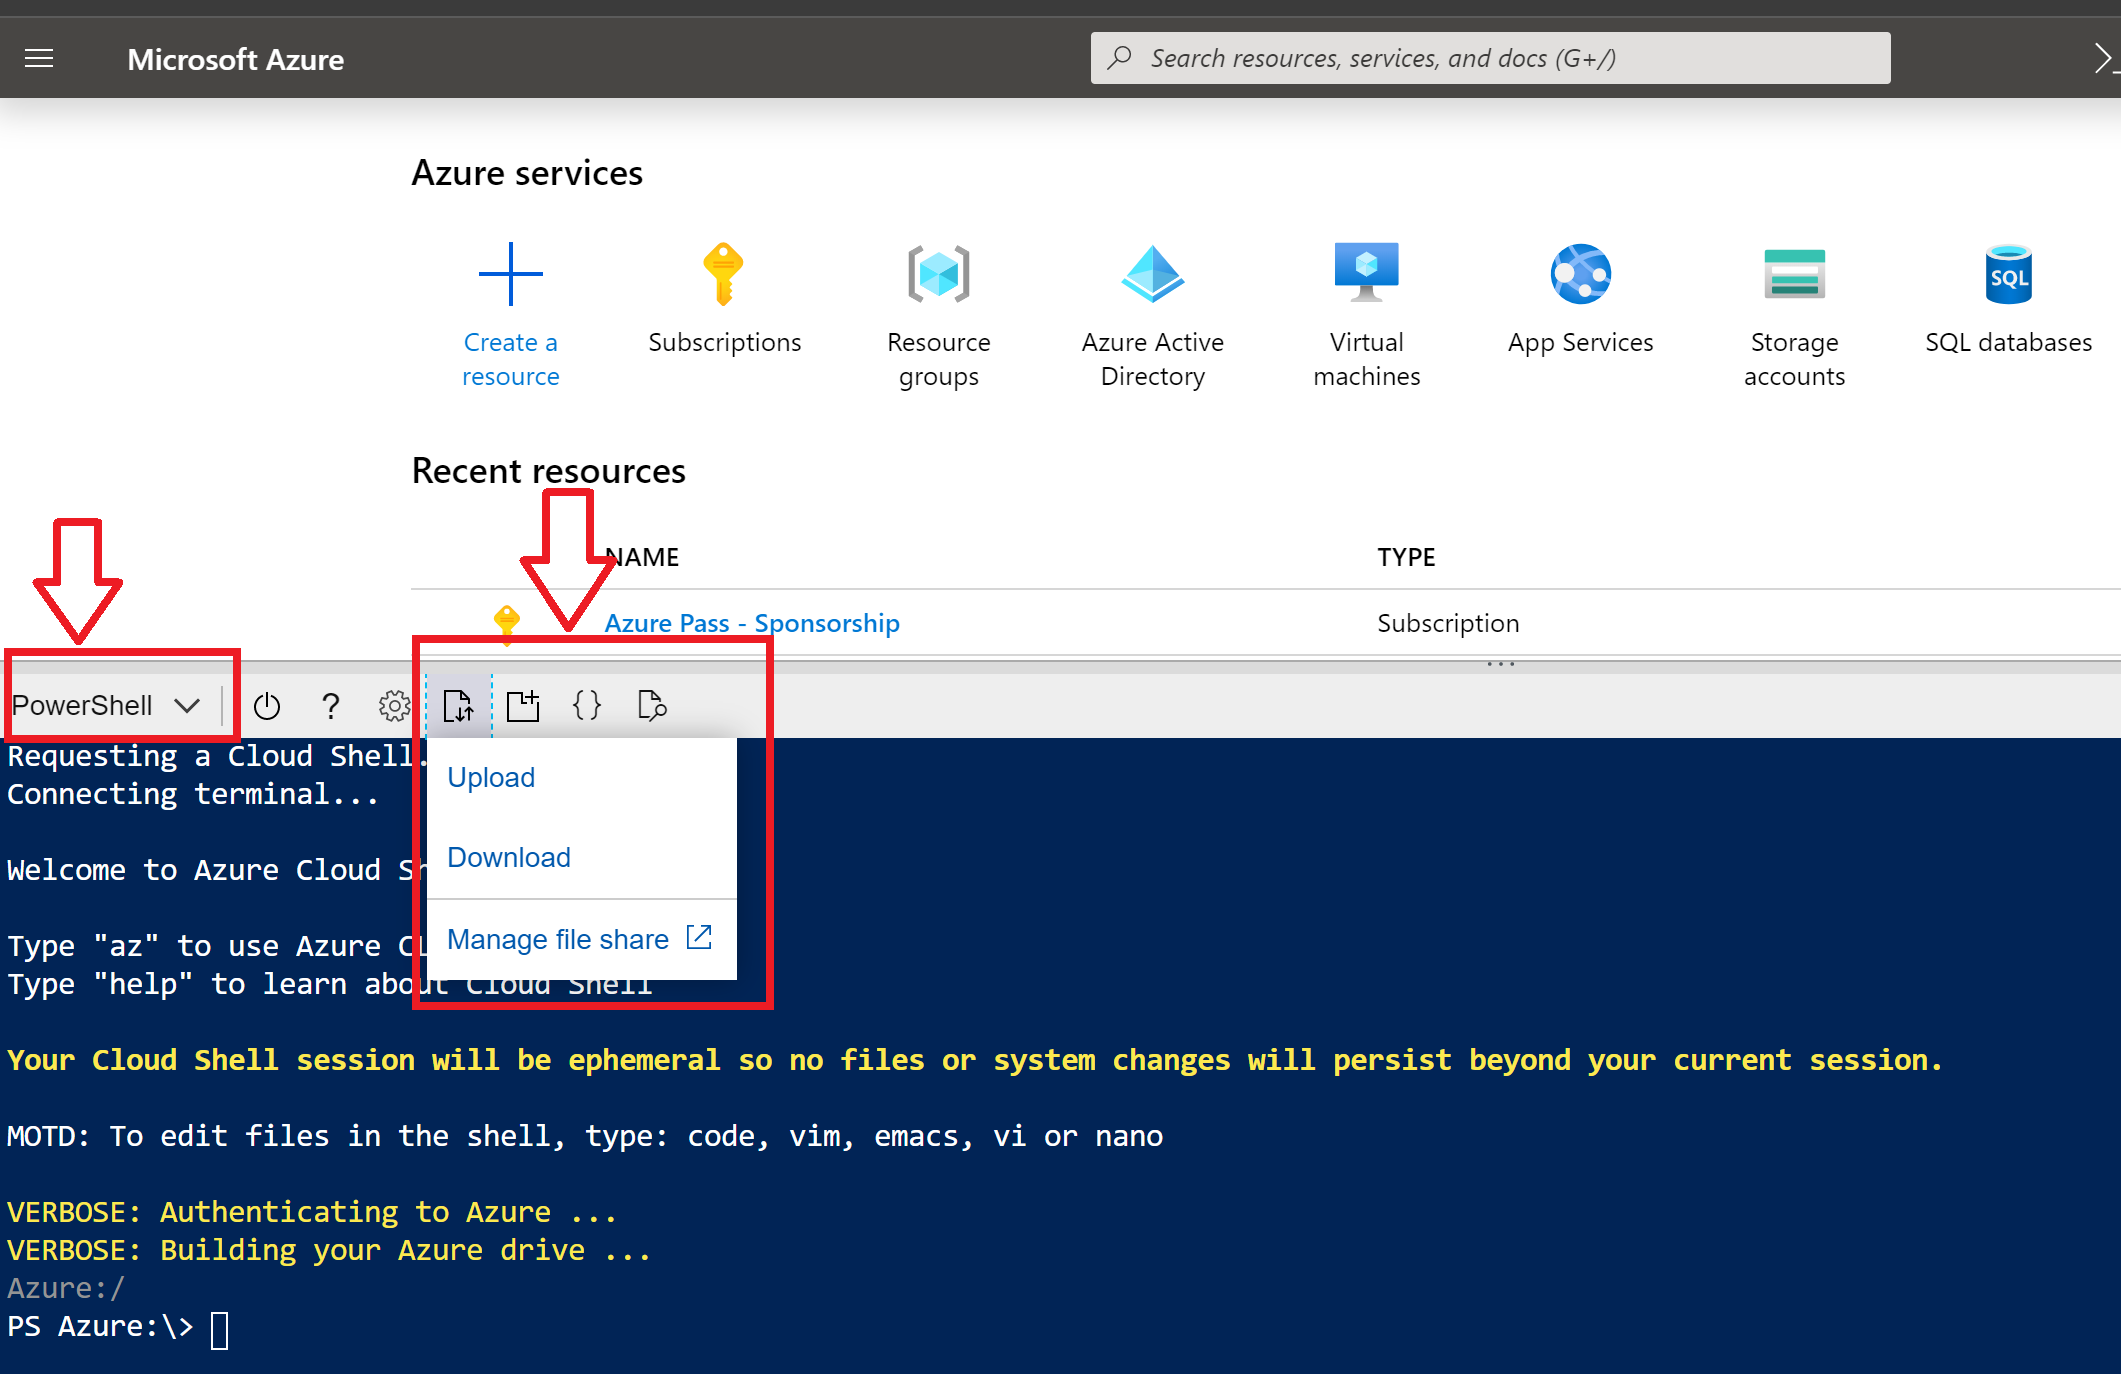 Microsoft Azure
Search resources, services, and docs (G+/)
Azure services
Create a
resource
Subscriptions
Resource
groups
Azure Active
Directory
Virtual
machines
App Services
Storage
accounts
SQL
SQL databases
Recent resources
NAME
TYPE
Azure Pass - Sponsorship
Subscription
PowerShell
?
{}
Requesting a Cloud Shell.
Connecting terminal...
Upload
Download
Manage file share
Welcome to Azure Cloud Sh
Type "az" to use Azure CL
Type "help" to learn about Cloud Shell
Your Cloud Shell session will be ephemeral so no files or system changes will persist beyond your current session.
MOTD: To edit files in the shell, type: code, vim, emacs, vi or nano
VERBOSE: Authenticating to Azure ...
VERBOSE: Building your Azure drive ...
Azure:/
PS Azure:\>